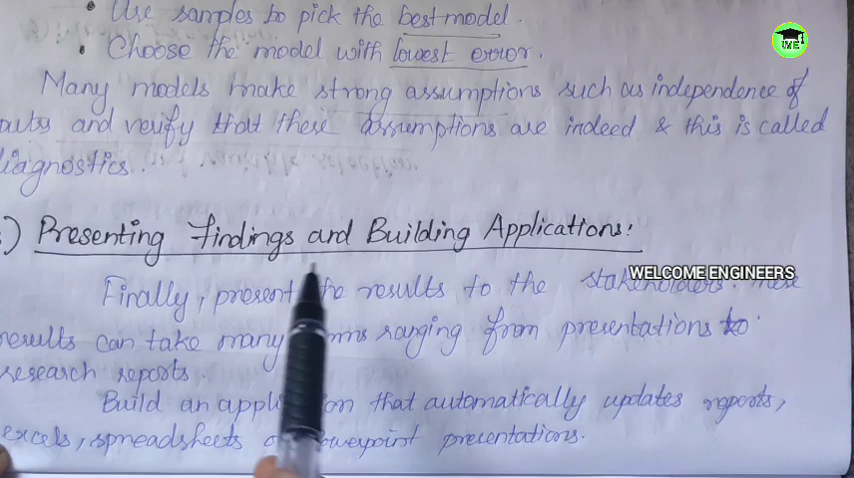 • Use samples to pick the best model.
• Choose the model with lowest error.
IME
Many models make strong assumptions such as independence of
and verify that these assumptions are indeed & this is called
diagnostics.
) Presenting findings and Building Applications:
WELCOME ENGINEERS
Finally, present the results to the stakeholders. These
results can take many forms ranging from presentations to
research reports.
Build an application that automatically updates reports,
excels, spreadsheets or powerpoint presentations.